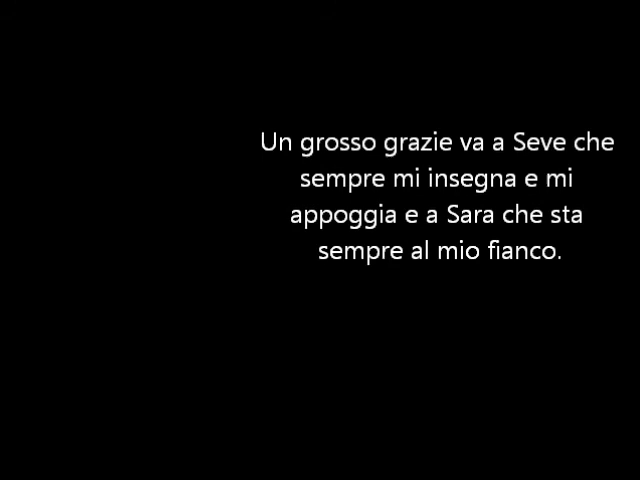 Un grosso grazie va a Seve che
sempre mi insegna e mi
appoggia e a Sara che sta
sempre al mio fianco.